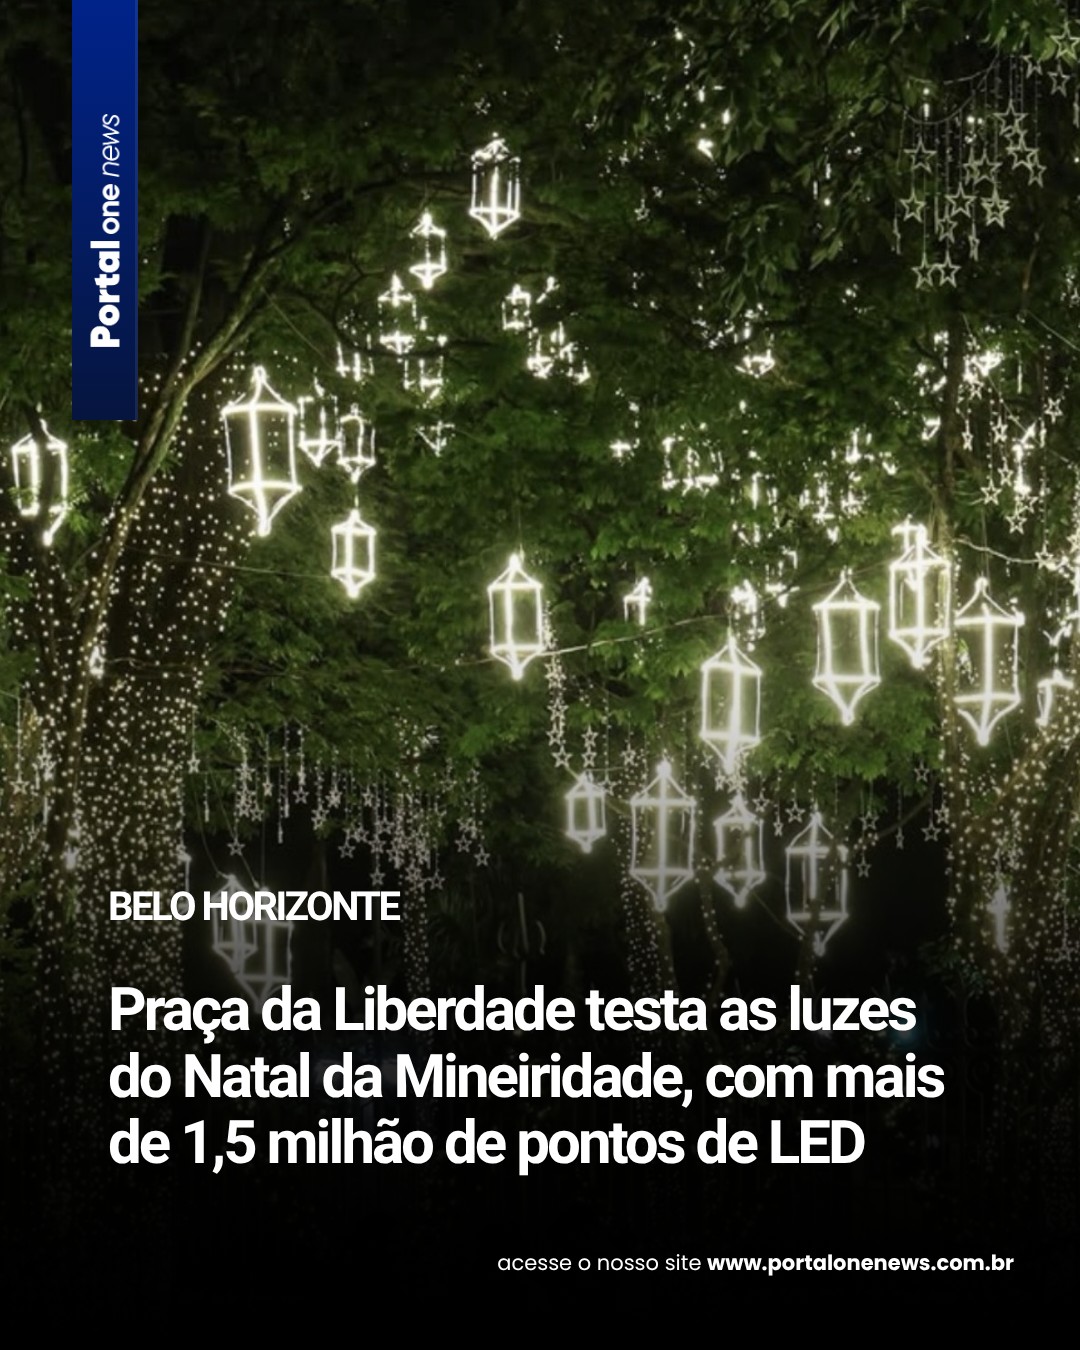 Portal one news
BELO HORIZONTE
Praça da Liberdade testa as luzes
do Natal da Mineiridade, com mais
de 1,5 milhão de pontos de LED
acesse o nosso site www.portalonenews.com.br